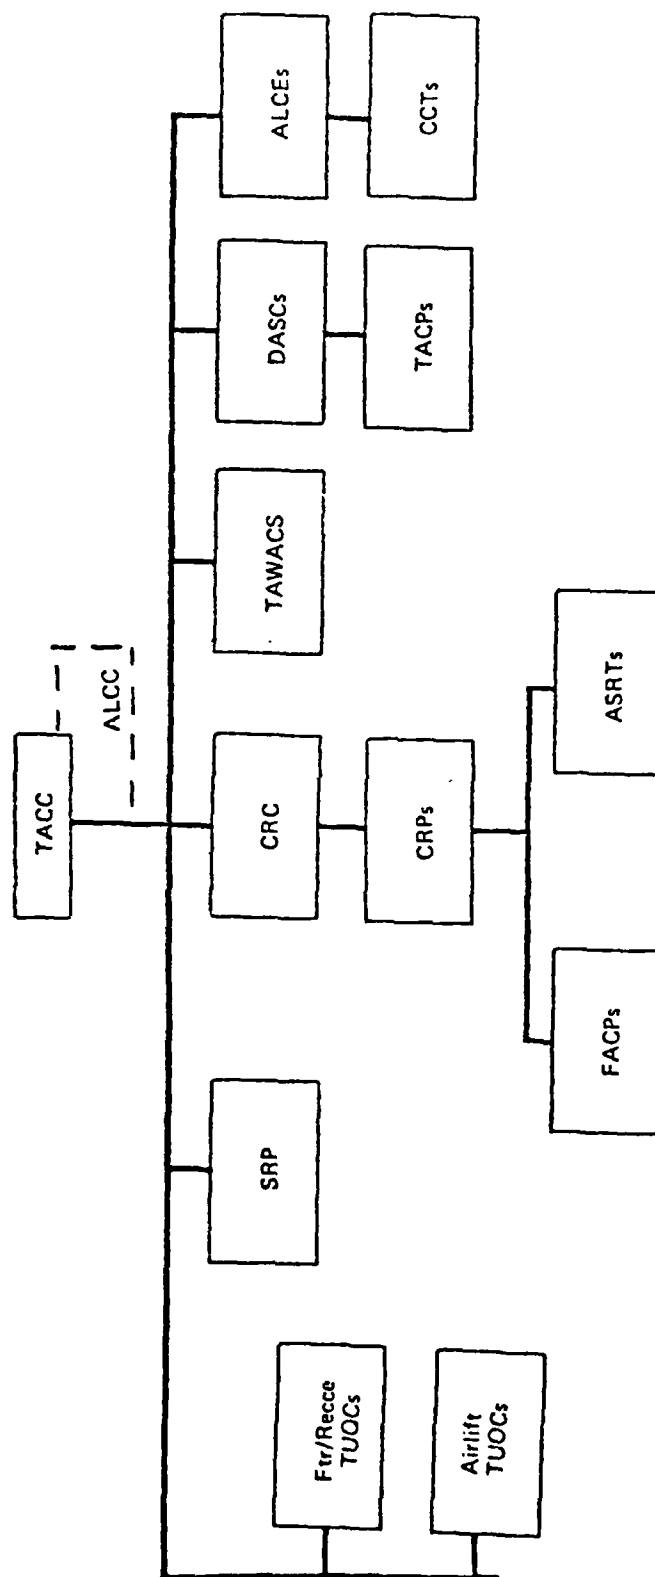 TACC
ALCC
Ftr/Recce
TUOCs
Airlift
TUOCs
SRP
CRC
TAWACS
DASCs
ALCEs
CRPs
TACPs
CCTs
FACPs
ASRTs